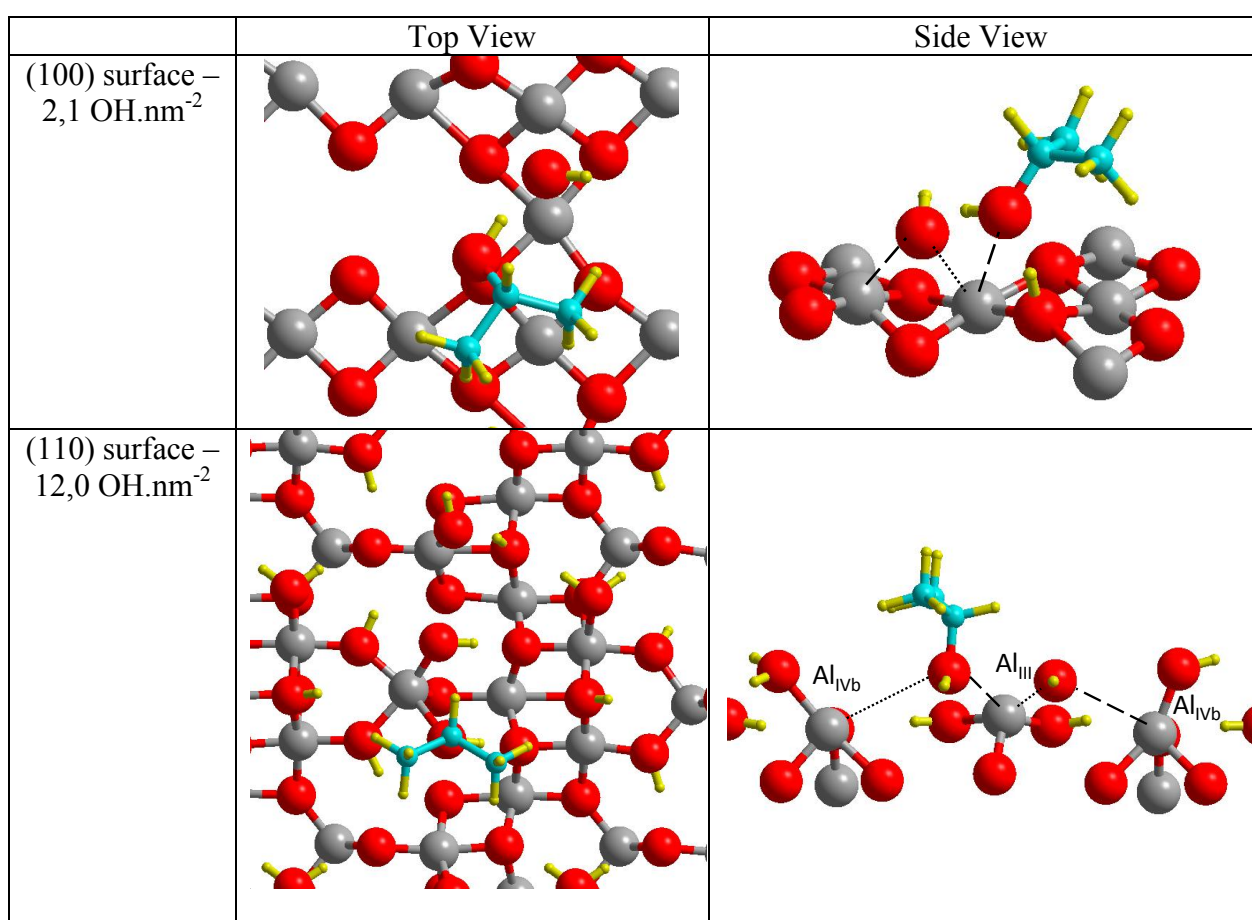 Top View
Side View
(100) surface –
2,1 OH.nm-2
(110) surface –
12,0 OH.nm-2
AlIVb
AlIII
AlIVb